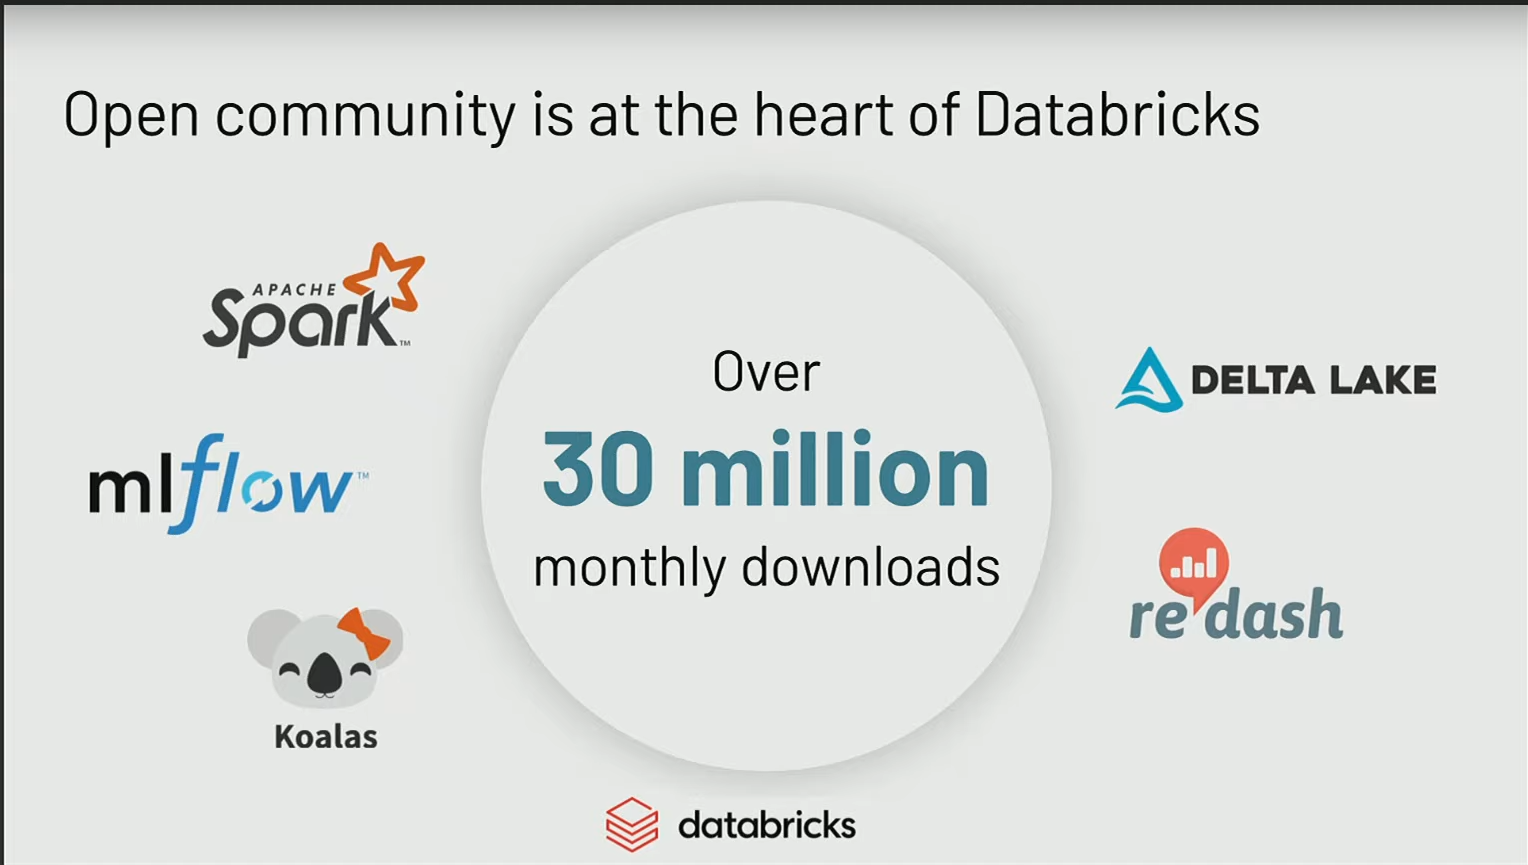 Open community is at the heart of Databricks
APACHE
Spark™
mlflow™
Koalas
Over
30 million
monthly downloads
DELTA LAKE
redash
databricks